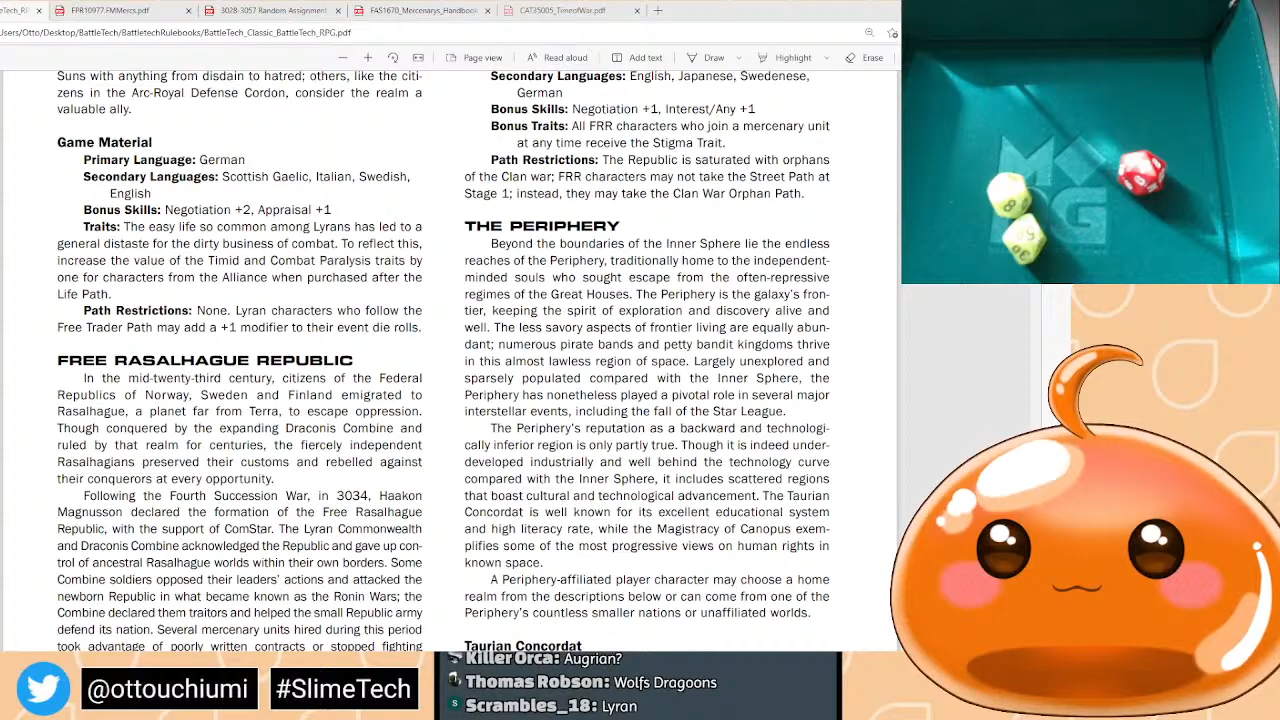 e_Tech_RF
FPR10977.FMMercs.pdf
3028-3057 Random Assignment
FAS1670_Mercenarys_Handbook
CAT35005_TimeofWar.pdf
Users/Otto/Desktop/BattleTech/BattletechRulebooks/BattleTech_Classic_BattleTech_RPG.pdf
Page view
Read aloud
Add text
Draw
Highlight
Erase
Suns with anything from disdain to hatred; others, like the citi-
zens in the Arc-Royal Defense Cordon, consider the realm a
valuable ally.
Game Material
Primary Language: German
Secondary Languages: Scottish Gaelic, Italian, Swedish,
English
Bonus Skills: Negotiation +2, Appraisal +1
Traits: The easy life so common among Lyrans has led to a
general distaste for the dirty business of combat. To reflect this,
increase the value of the Timid and Combat Paralysis traits by
one for characters from the Alliance when purchased after the
Life Path.
Path Restrictions: None. Lyran characters who follow the
Free Trader Path may add a +1 modifier to their event die rolls.
FREE RASALHAGUE REPUBLIC
In the mid-twenty-third century, citizens of the Federal
Republics of Norway, Sweden and Finland emigrated to
Rasalhague, a planet far from Terra, to escape oppression.
Though conquered by the expanding Draconis Combine and
ruled by that realm for centuries, the fiercely independent
Rasalhagians preserved their customs and rebelled against
their conquerors at every opportunity.
Following the Fourth Succession War, in 3034, Haakon
Magnusson declared the formation of the Free Rasalhague
Republic, with the support of ComStar. The Lyran Commonwealth
and Draconis Combine acknowledged the Republic and gave up con-
trol of ancestral Rasalhague worlds within their own borders. Some
Combine soldiers opposed their leaders' actions and attacked the
newborn Republic in what became known as the Ronin Wars; the
Combine declared them traitors and helped the small Republic army
defend its nation. Several mercenary units hired during this period
took advantage of poorly written contracts or stopped fighting
Secondary Languages: English, Japanese, Swedenese,
German
Bonus Skills: Negotiation +1, Interest/Any +1
Bonus Traits: All FRR characters who join a mercenary unit
at any time receive the Stigma Trait.
Path Restrictions: The Republic is saturated with orphans
of the Clan war; FRR characters may not take the Street Path at
Stage 1; instead, they may take the Clan War Orphan Path.
THE PERIPHERY
Beyond the boundaries of the Inner Sphere lie the endless
reaches of the Periphery, traditionally home to the independent-
minded souls who sought escape from the often-repressive
regimes of the Great Houses. The Periphery is the galaxy's fron-
tier, keeping the spirit of exploration and discovery alive and
well. The less savory aspects of frontier living are equally abun-
dant; numerous pirate bands and petty bandit kingdoms thrive
in this almost lawless region of space. Largely unexplored and
sparsely populated compared with the Inner Sphere, the
Periphery has nonetheless played a pivotal role in several major
interstellar events, including the fall of the Star League.
The Periphery's reputation as a backward and technologi-
cally inferior region is only partly true. Though it is indeed under-
developed industrially and well behind the technology curve
compared with the Inner Sphere, it includes scattered regions
that boast cultural and technological advancement. The Taurian
Concordat is well known for its excellent educational system
and high literacy rate, while the Magistracy of Canopus exem-
plifies some of the most progressive views on human rights in
known space.
A Periphery-affiliated player character may choose a home
realm from the descriptions below or can come from one of the
Periphery's countless smaller nations or unaffiliated worlds.
Taurian Concordat
8
50
@ottouchiumi
#SlimeTech
Killer Orca: Augrian?
Thomas Robson: Wolfs Dragoons
S
Scrambles_18: Lyran